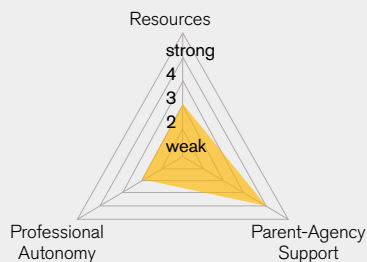 Resources
strong
4
3
2
weak
Professional
Autonomy
Parent-Agency
Support